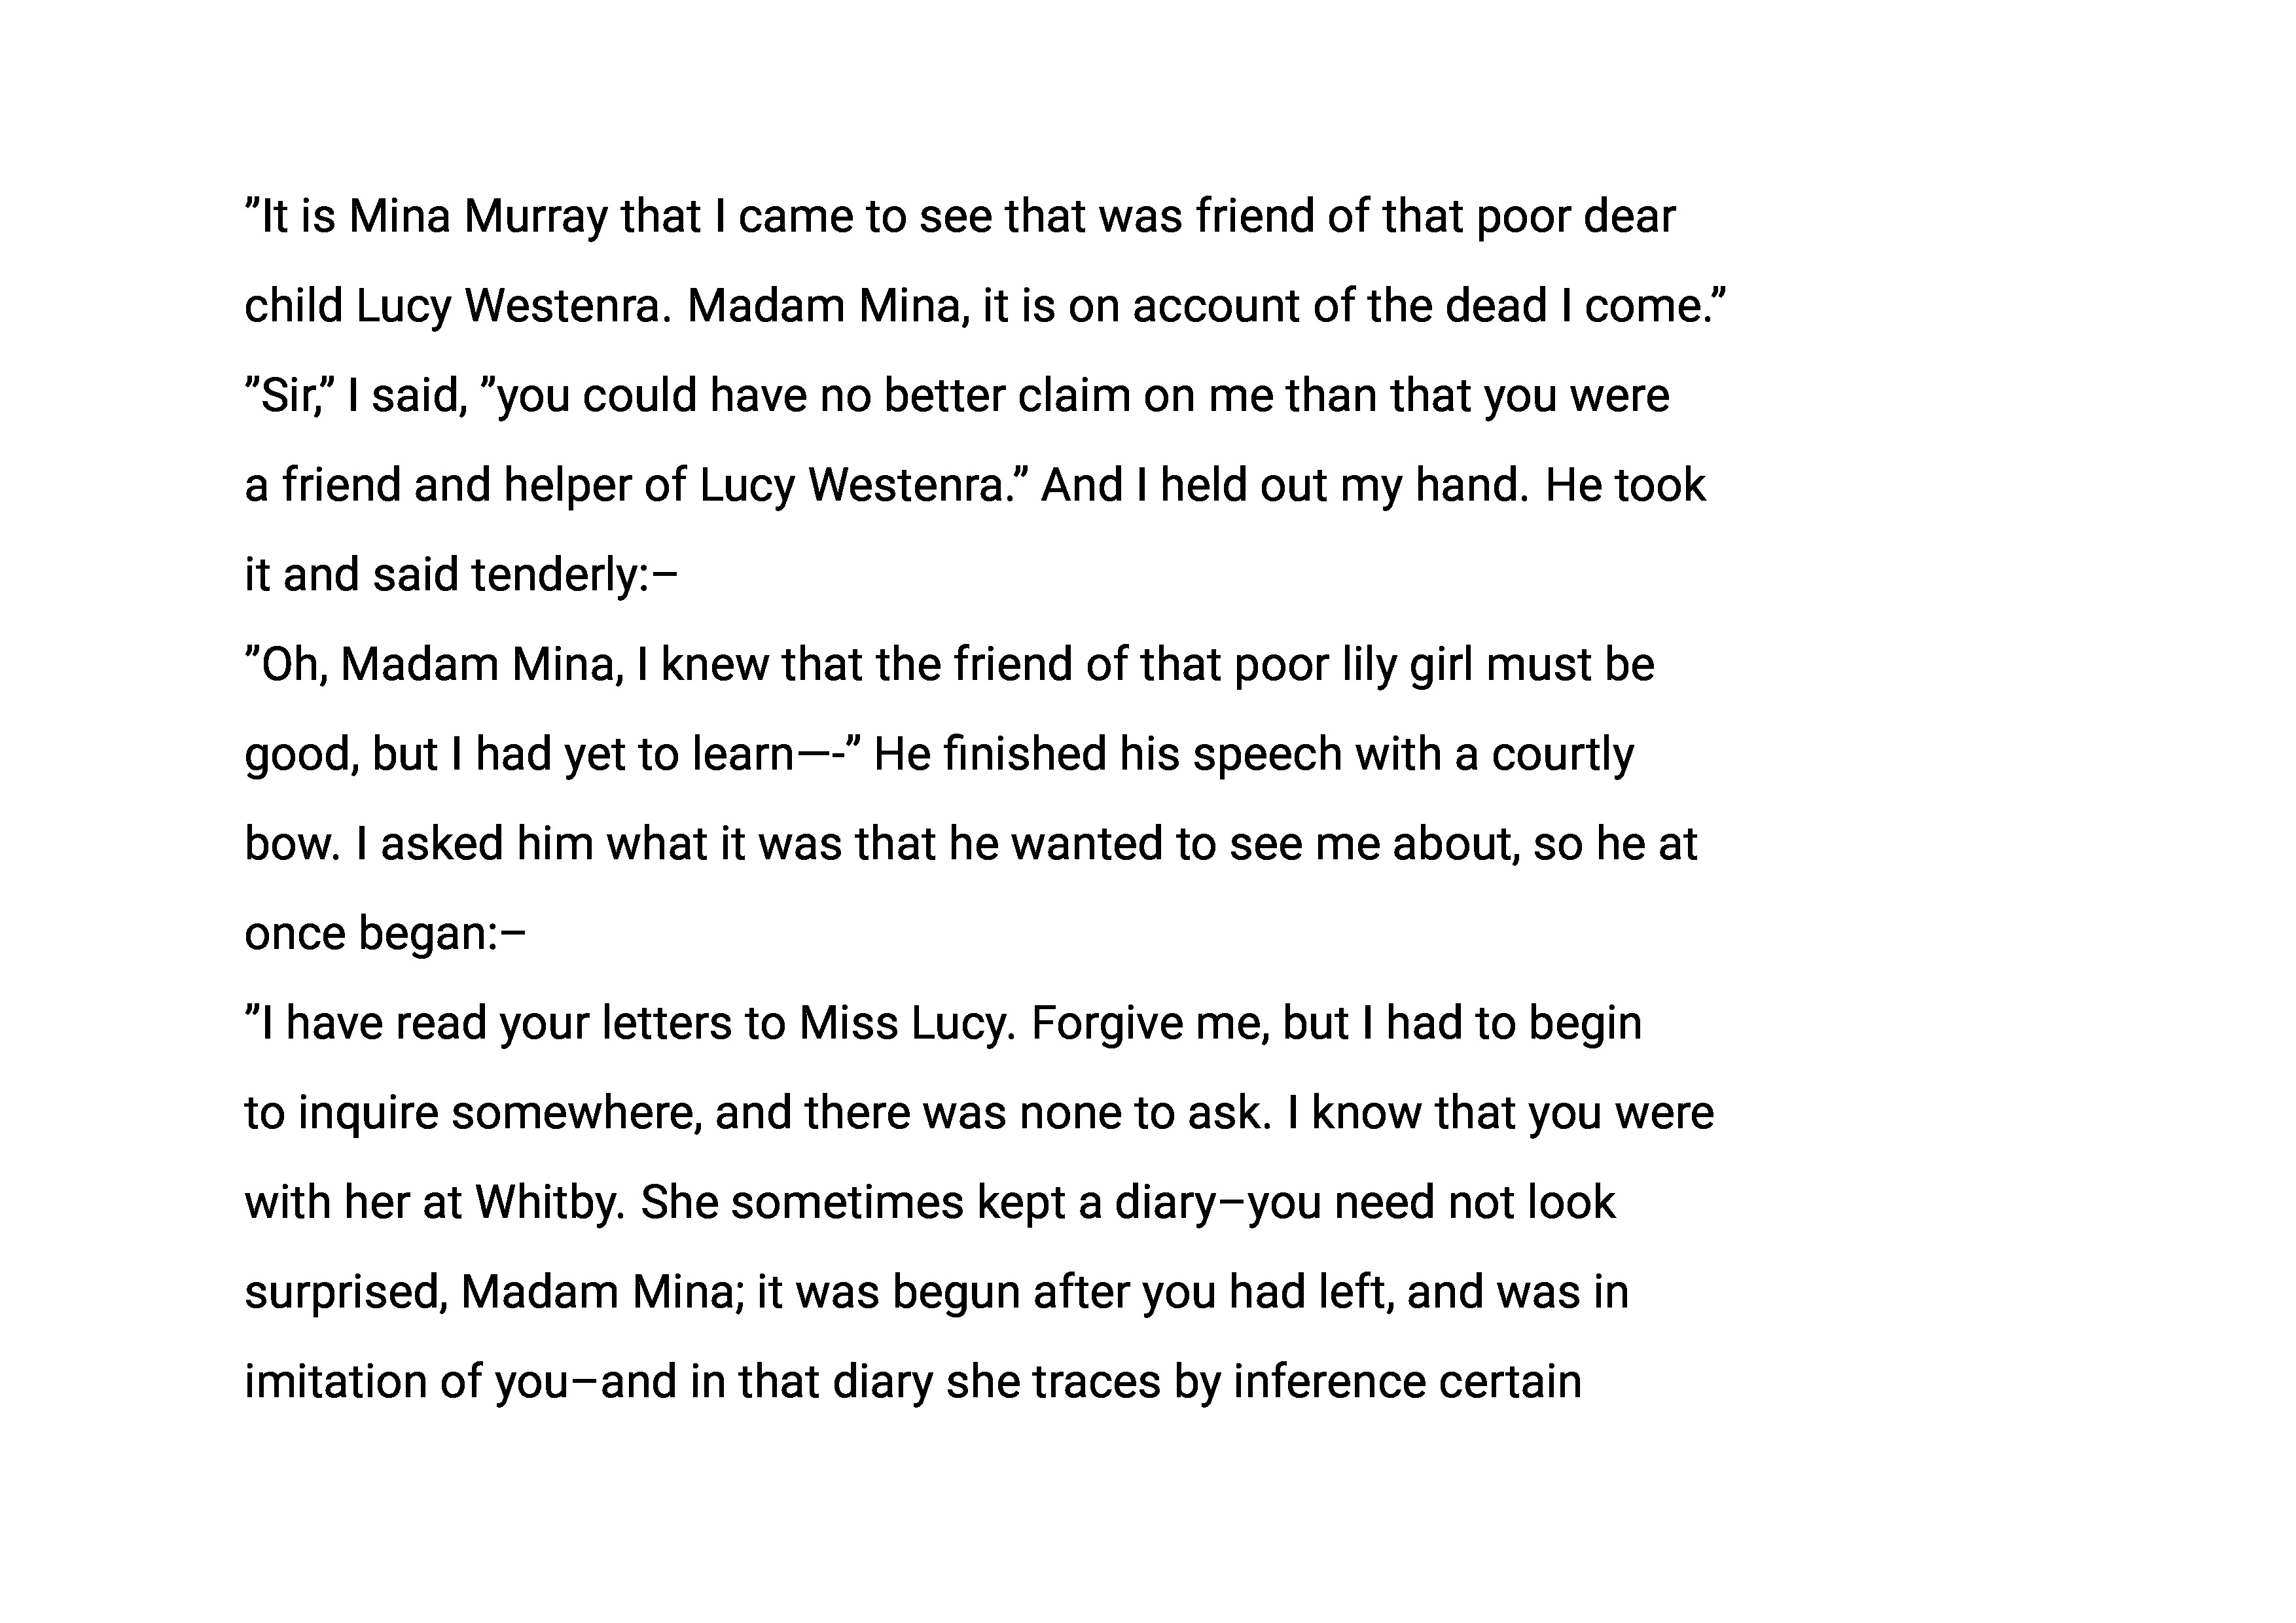 ”It is Mina Murray that I came to see that was friend of that poor dear
child Lucy Westenra. Madam Mina, it is on account of the dead I come.”
”Sir,” I said, ”you could have no better claim on me than that you were
a friend and helper of Lucy Westenra.” And I held out my hand. He took
it and said tenderly:–
”Oh, Madam Mina, I knew that the friend of that poor lily girl must be
good, but I had yet to learn—-” He finished his speech with a courtly
bow. I asked him what it was that he wanted to see me about, so he at
once began:–
”I have read your letters to Miss Lucy. Forgive me, but I had to begin
to inquire somewhere, and there was none to ask. I know that you were
with her at Whitby. She sometimes kept a diary–you need not look
surprised, Madam Mina; it was begun after you had left, and was in
imitation of you–and in that diary she traces by inference certain